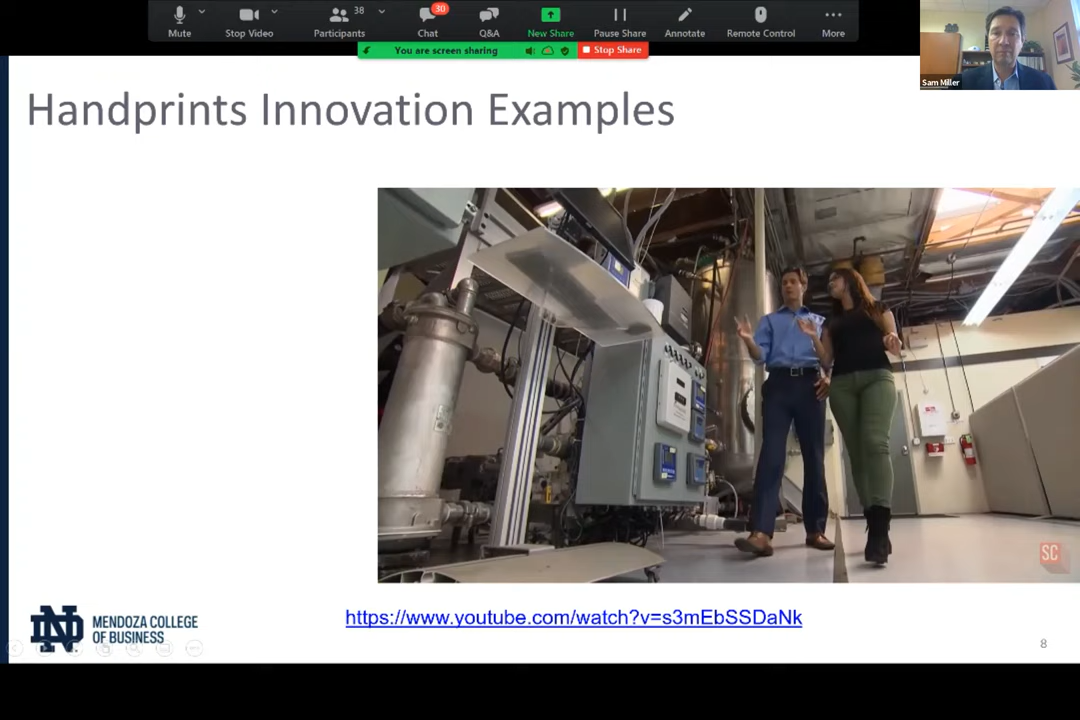 38
30
Mute
Stop Video
Participants
Chat
Q&A
New Share
Pause Share
Annotate
Remote Control
More
You are screen sharing
Stop Share
Sam Miller
Handprints Innovation Examples
SC
ND
MENDOZA COLLEGE
OF BUSINESS
https://www.youtube.com/watch?v=s3mEbSSDaNk
8